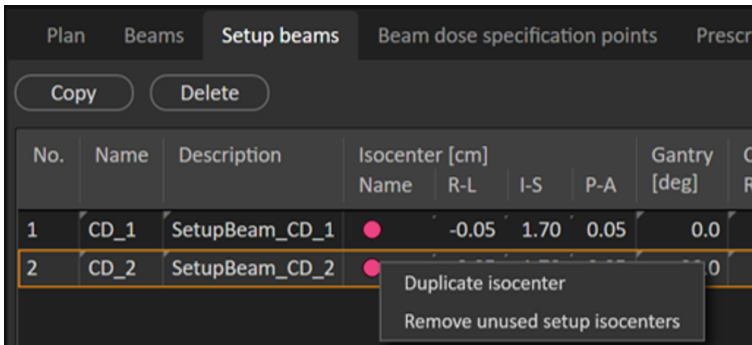 Plan Beams Setup beams Beam dose specification points Prescr
Copy Delete
No. Name Description Isocenter [cm] Gantry
Name R-L I-S P-A [deg]
1 CD_1 SetupBeam_CD_1 -0.05 1.70 0.05 0.0
2 CD_2 SetupBeam_CD_2
Duplicate isocenter
Remove unused setup isocenters